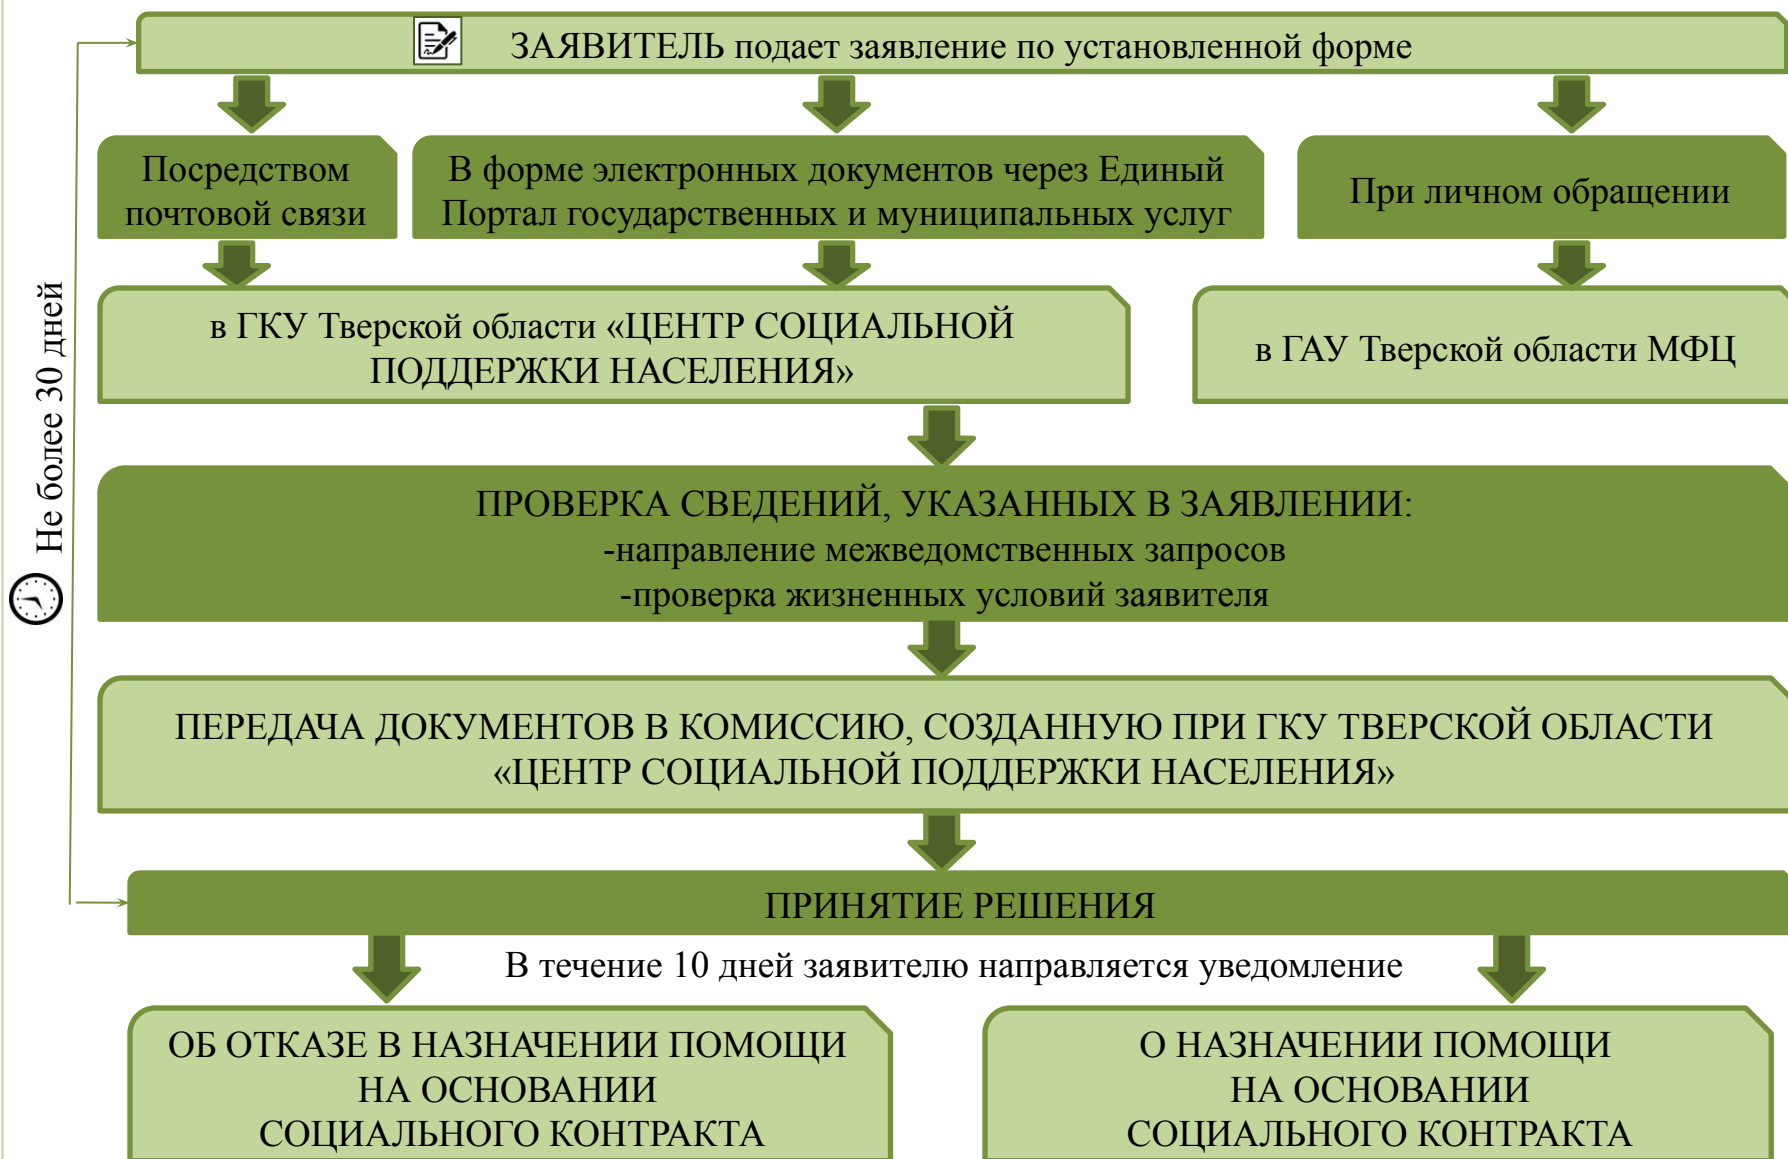 ЗАЯВИТЕЛЬ подает заявление по установленной форме
Посредством
почтовой связи
В форме электронных документов через Единый
Портал государственных и муниципальных услуг
При личном обращении
в ГКУ Тверской области «ЦЕНТР СОЦИАЛЬНОЙ
ПОДДЕРЖКИ НАСЕЛЕНИЯ»
в ГАУ Тверской области МФЦ
Не более 30 дней
ПРОВЕРКА СВЕДЕНИЙ, УКАЗАННЫХ В ЗАЯВЛЕНИИ:
-направление межведомственных запросов
-проверка жизненных условий заявителя
ПЕРЕДАЧА ДОКУМЕНТОВ В КОМИССИЮ, СОЗДАННУЮ ПРИ ГКУ ТВЕРСКОЙ ОБЛАСТИ
«ЦЕНТР СОЦИАЛЬНОЙ ПОДДЕРЖКИ НАСЕЛЕНИЯ»
ПРИНЯТИЕ РЕШЕНИЯ
В течение 10 дней заявителю направляется уведомление
ОБ ОТКАЗЕ В НАЗНАЧЕНИИ ПОМОЩИ
НА ОСНОВАНИИ
СОЦИАЛЬНОГО КОНТРАКТА
О НАЗНАЧЕНИИ ПОМОЩИ
НА ОСНОВАНИИ
СОЦИАЛЬНОГО КОНТРАКТА